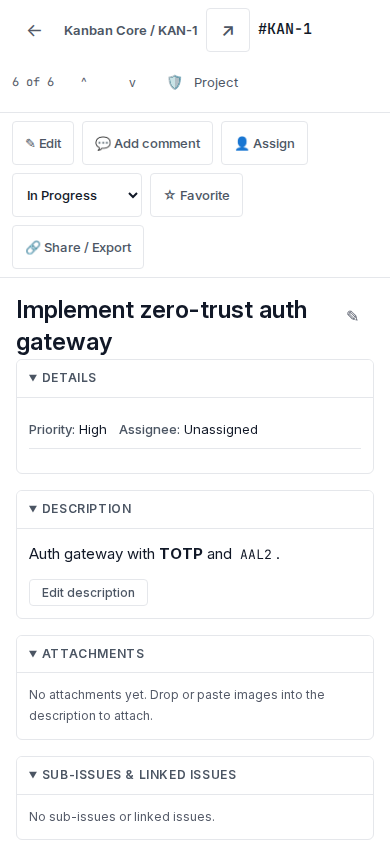 ← Kanban Core / KAN-1 ↗ #KAN-1
6 of 6 ^ v 🛡️ Project
✎ Edit 💬 Add comment 👤 Assign
In Progress ☆ Favorite
🔗 Share / Export
Implement zero-trust auth ✎
gateway
▼ DETAILS
Priority: High Assignee: Unassigned
▼ DESCRIPTION
Auth gateway with TOTP and AAL2.
Edit description
▼ ATTACHMENTS
No attachments yet. Drop or paste images into the
description to attach.
▼ SUB-ISSUES & LINKED ISSUES
No sub-issues or linked issues.